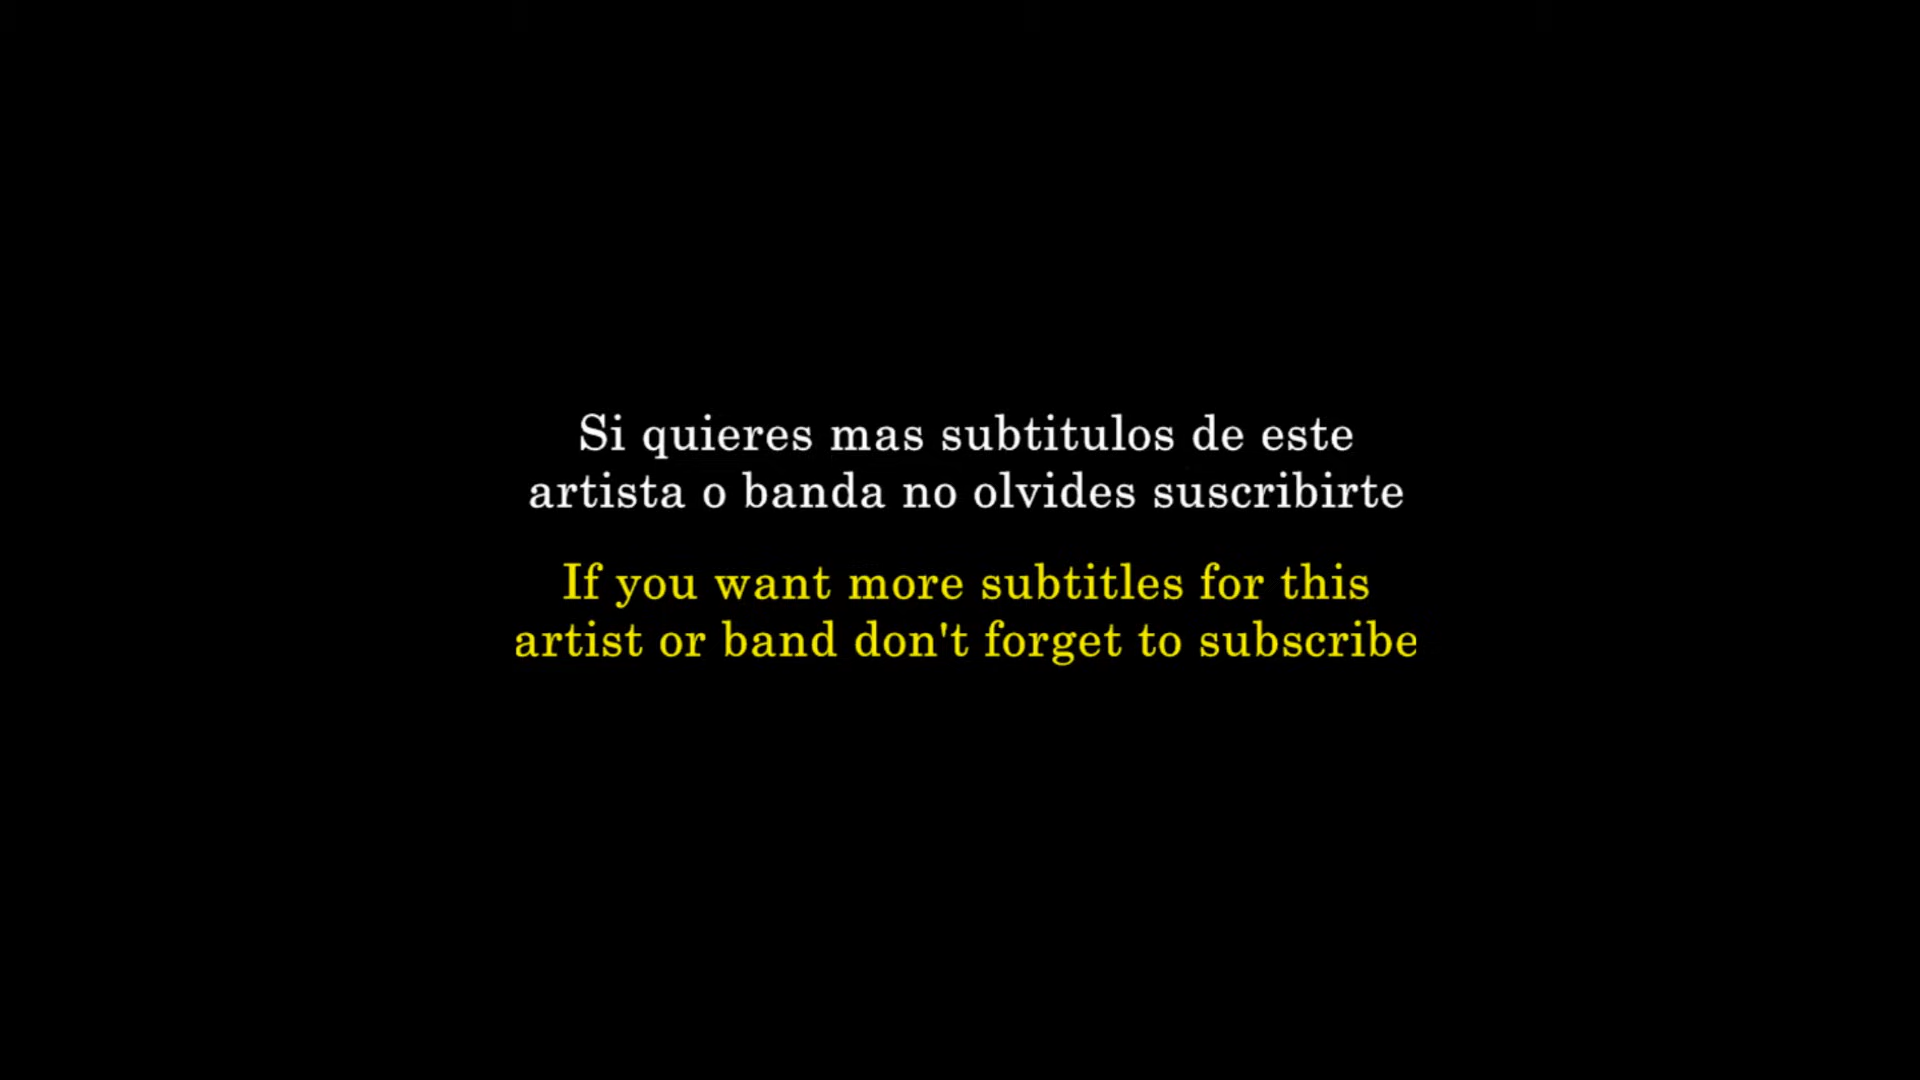 Si quieres mas subtitulos de este
artista o banda no olvides suscribirte
If you want more subtitles for this
artist or band don't forget to subscribe